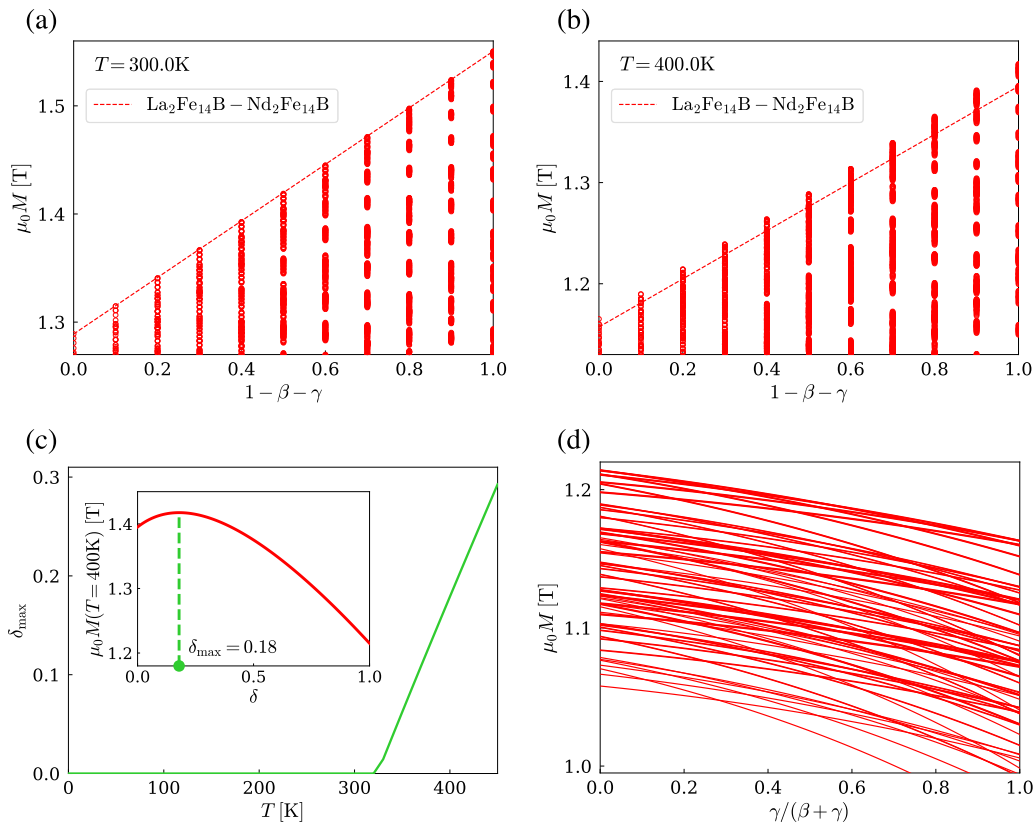 (a)
T = 300.0K
La₂Fe₁₄B − Nd₂Fe₁₄B
μ₀M [T]
1.5
1.4
1.3
0.0 0.2 0.4 0.6 0.8 1.0
1 − β − γ
(b)
T = 400.0K
La₂Fe₁₄B − Nd₂Fe₁₄B
μ₀M [T]
1.4
1.3
1.2
0.0 0.2 0.4 0.6 0.8 1.0
1 − β − γ
(c)
δmax
0.3
0.2
0.1
0.0
μ₀M(T = 400K) [T]
1.4
1.3
1.2
δmax = 0.18
0.0 0.5 1.0
δ
0 100 200 300 400
T [K]
(d)
μ₀M [T]
1.2
1.1
1.0
0.0 0.2 0.4 0.6 0.8 1.0
γ/(β + γ)